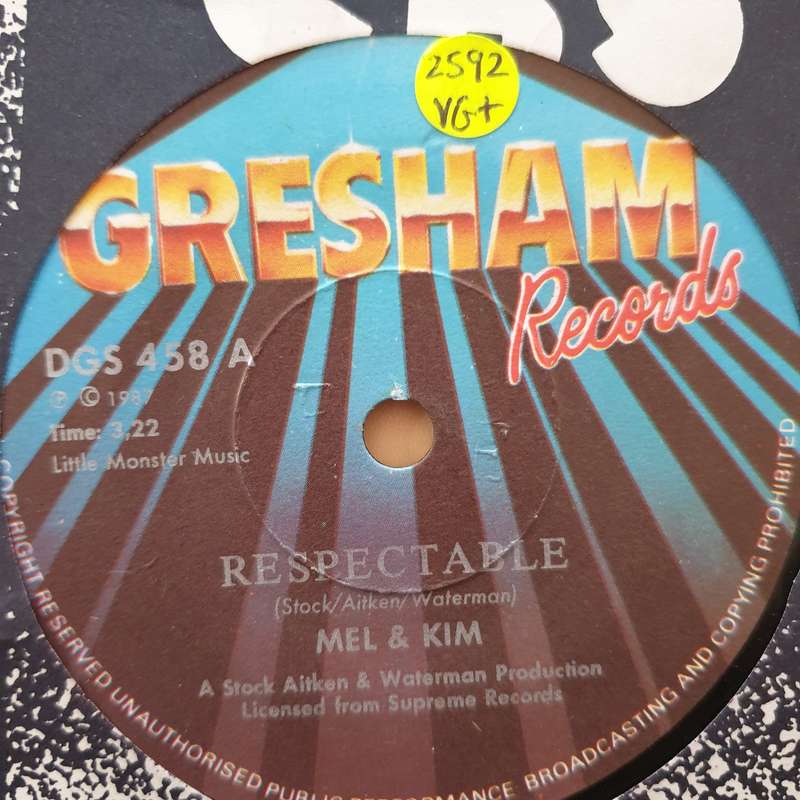 2592
VG+
GRESHAM
Records
DGS 458 A
℗ © 1987
Time: 3,22
Little Monster Music
RESPECTABLE
(Stock/Aitken/Waterman)
MEL & KIM
A Stock Aitken & Waterman Production
Licensed from Supreme Records
COPYRIGHT RESERVED UNAUTHORISED PUBLIC PERFORMANCE BROADCASTING AND COPYING PROHIBITED